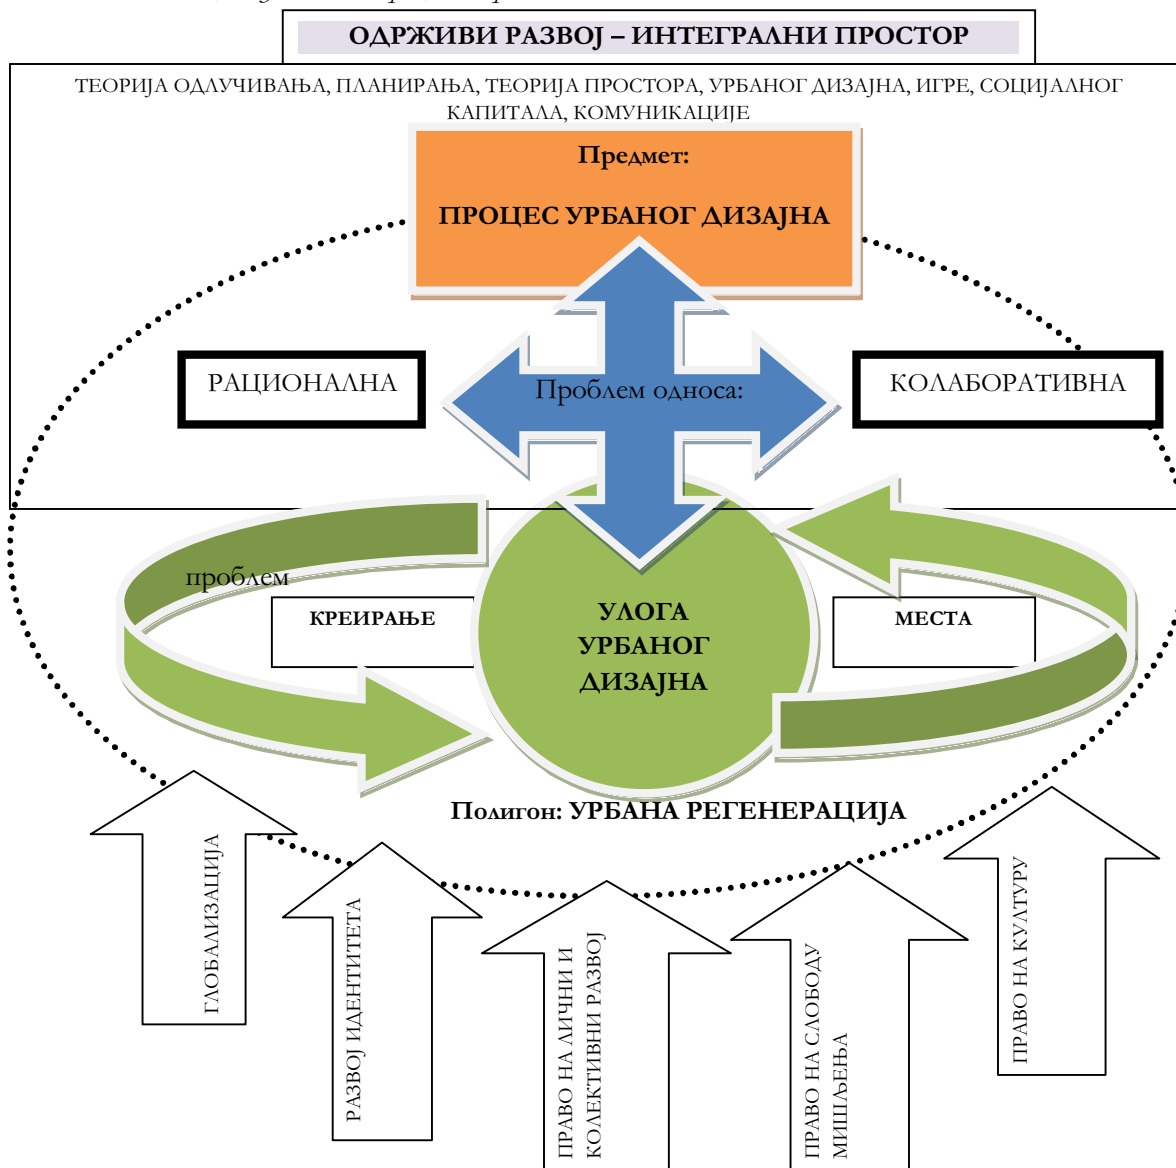 ОДРЖИВИ РАЗВОЈ – ИНТЕГРАЛНИ ПРОСТОР
ТЕОРИЈА ОДЛУЧИВАЊА, ПЛАНИРАЊА, ТЕОРИЈА ПРОСТОРА, УРБАНОГ ДИЗАЈНА, ИГРЕ, СОЦИЈАЛНОГ
КАПИТАЛА, КОМУНИКАЦИЈЕ
Предмет:
ПРОЦЕС УРБАНОГ ДИЗАЈНА
РАЦИОНАЛНА
Проблем односа:
КОЛАБОРАТИВНА
проблем
КРЕИРАЊЕ
УЛОГА
УРБАНОГ
ДИЗАЈНА
МЕСТА
Полигон: УРБАНА РЕГЕНЕРАЦИЈА
ГЛОБАЛИЗАЦИЈА
РАЗВОЈ ИДЕНТИТЕТА
ПРАВО НА ЛИЧНИ И
КОЛЕКТИВНИ РАЗВОЈ
ПРАВО НА СЛОБОДУ
МИШЉЕЊА
ПРАВО НА КУЛТУРУ